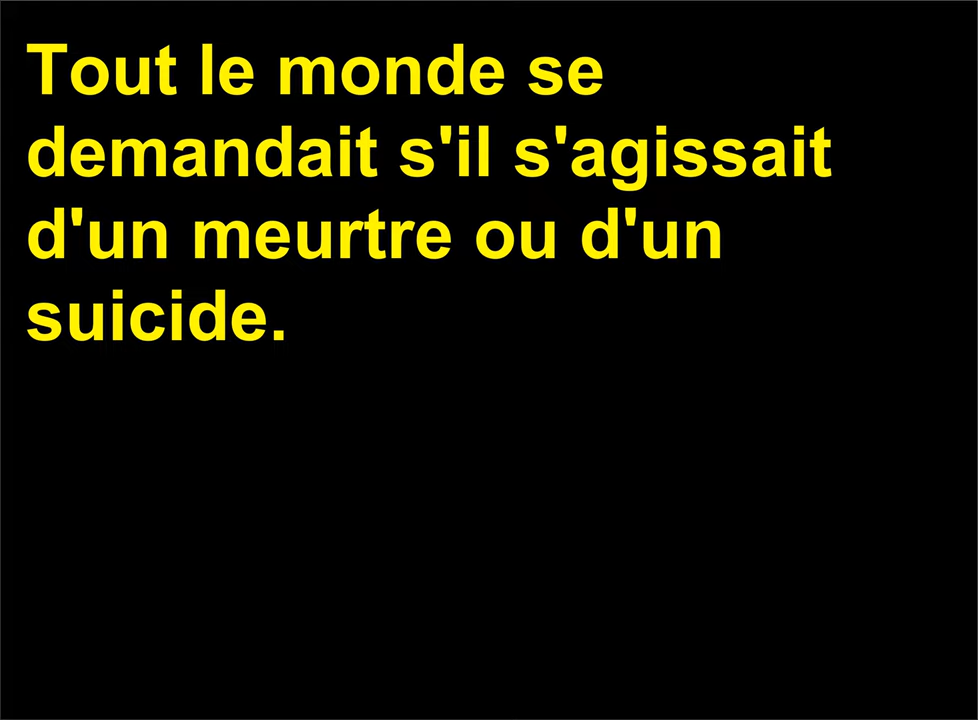 Tout le monde se
demandait s'il s'agissait
d'un meurtre ou d'un
suicide.